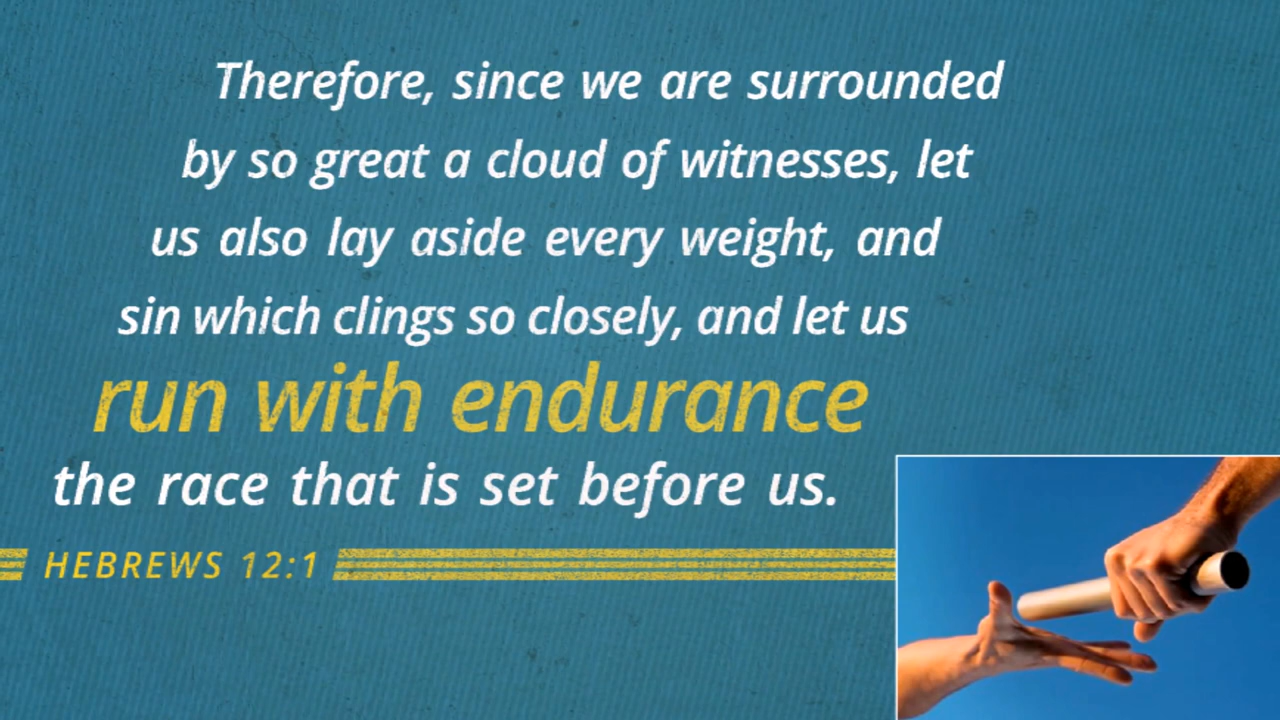 Therefore, since we are surrounded
by so great a cloud of witnesses, let
us also lay aside every weight, and
sin which clings so closely, and let us
run with endurance
the race that is set before us.
HEBREWS 12:1